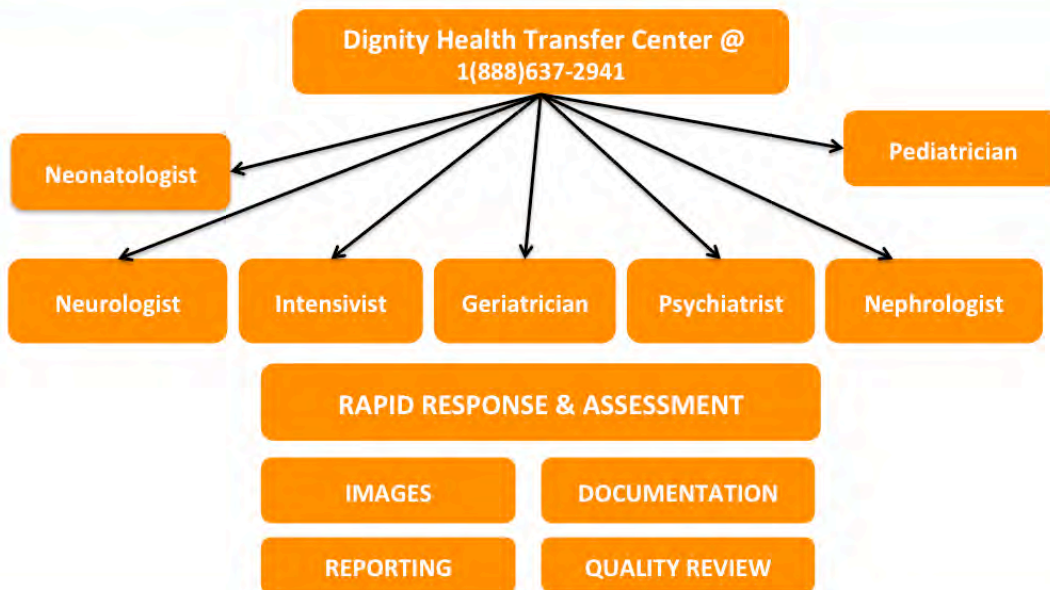 Dignity Health Transfer Center @
1(888)637-2941
Neonatologist
Pediatrician
Neurologist
Intensivist
Geriatrician
Psychiatrist
Nephrologist
RAPID RESPONSE & ASSESSMENT
IMAGES
DOCUMENTATION
REPORTING
QUALITY REVIEW